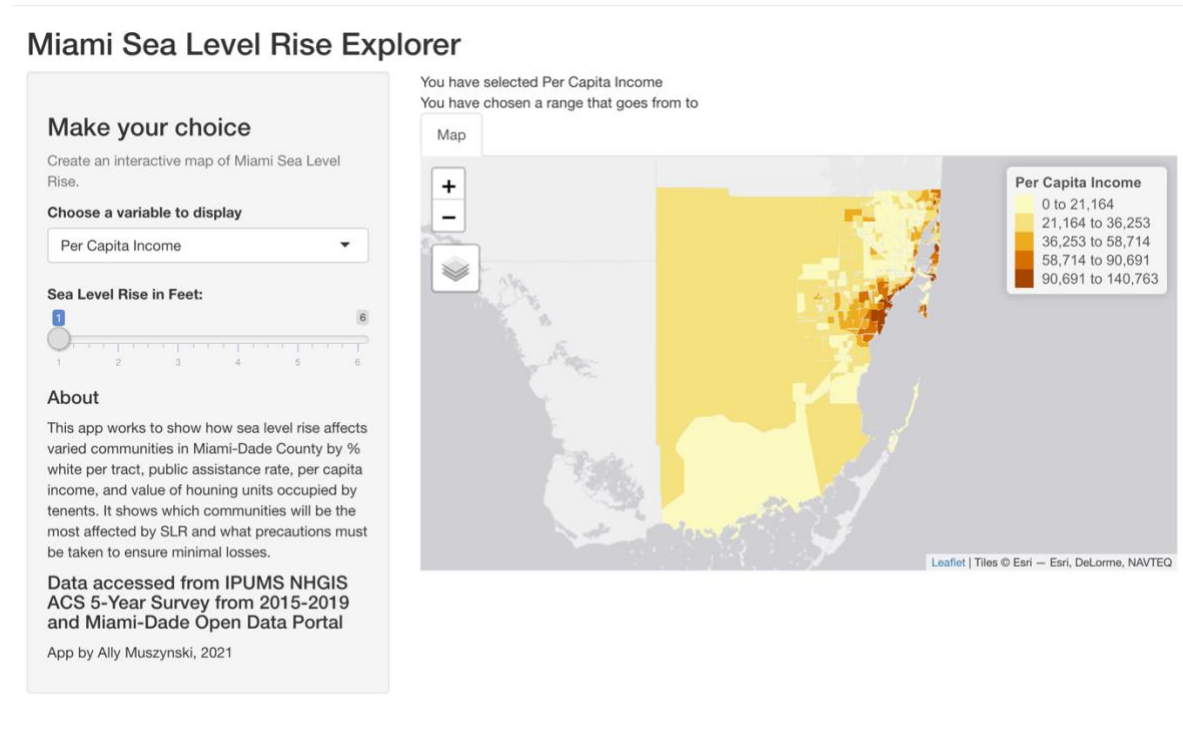 Miami Sea Level Rise Explorer
Make your choice
Create an interactive map of Miami Sea Level
Rise.
Choose a variable to display
Per Capita Income
Sea Level Rise in Feet:
1
6
1 2 3 4 5 6
About
This app works to show how sea level rise affects
varied communities in Miami-Dade County by %
white per tract, public assistance rate, per capita
income, and value of houning units occupied by
tenents. It shows which communities will be the
most affected by SLR and what precautions must
be taken to ensure minimal losses.
Data accessed from IPUMS NHGIS
ACS 5-Year Survey from 2015-2019
and Miami-Dade Open Data Portal
App by Ally Muszynski, 2021
You have selected Per Capita Income
You have chosen a range that goes from to
Map
+
−
Per Capita Income
0 to 21,164
21,164 to 36,253
36,253 to 58,714
58,714 to 90,691
90,691 to 140,763
Leaflet | Tiles © Esri — Esri, DeLorme, NAVTEQ